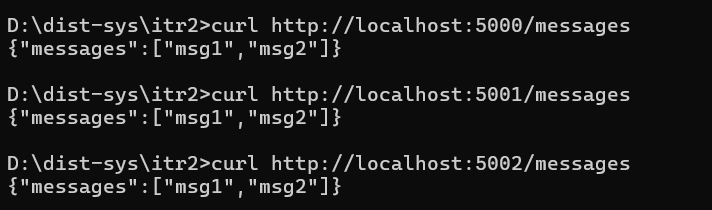 D:\dist-sys\itr2>curl http://localhost:5000/messages
{"messages":["msg1","msg2"]}
D:\dist-sys\itr2>curl http://localhost:5001/messages
{"messages":["msg1","msg2"]}
D:\dist-sys\itr2>curl http://localhost:5002/messages
{"messages":["msg1","msg2"]}